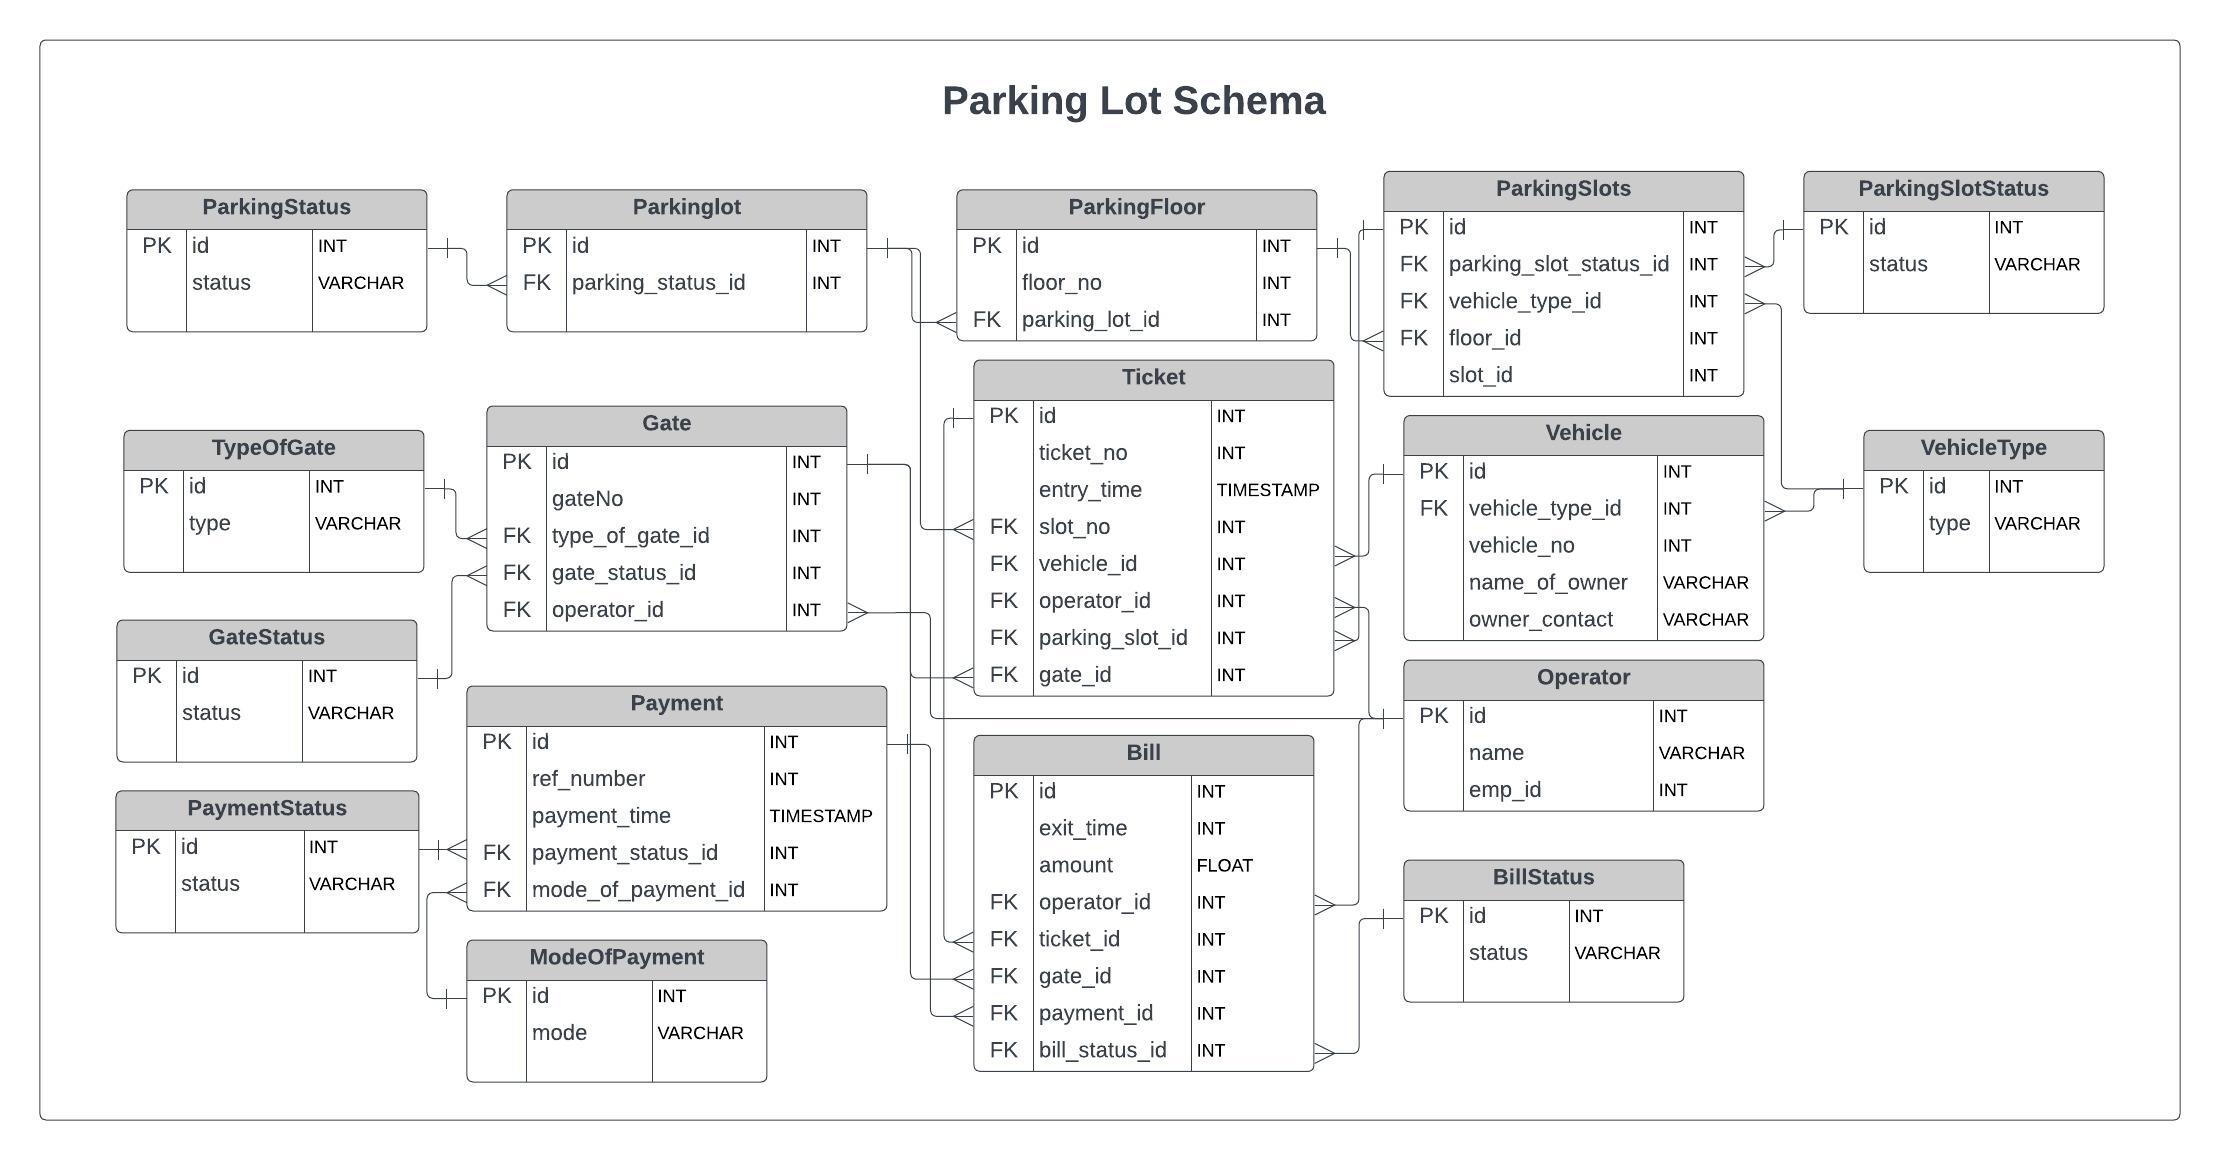 Parking Lot Schema
ParkingStatus
PK id INT
status VARCHAR
Parkinglot
PK id INT
FK parking_status_id INT
ParkingFloor
PK id INT
floor_no INT
FK parking_lot_id INT
ParkingSlots
PK id INT
FK parking_slot_status_id INT
FK vehicle_type_id INT
FK floor_id INT
slot_id INT
ParkingSlotStatus
PK id INT
status VARCHAR
TypeOfGate
PK id INT
type VARCHAR
Gate
PK id INT
gateNo INT
FK type_of_gate_id INT
FK gate_status_id INT
FK operator_id INT
Ticket
PK id INT
ticket_no INT
entry_time TIMESTAMP
FK slot_no INT
FK vehicle_id INT
FK operator_id INT
FK parking_slot_id INT
FK gate_id INT
Vehicle
PK id INT
FK vehicle_type_id INT
vehicle_no INT
name_of_owner VARCHAR
owner_contact VARCHAR
VehicleType
PK id INT
type VARCHAR
GateStatus
PK id INT
status VARCHAR
Payment
PK id INT
ref_number INT
payment_time TIMESTAMP
FK payment_status_id INT
FK mode_of_payment_id INT
Bill
PK id INT
exit_time INT
amount FLOAT
FK operator_id INT
FK ticket_id INT
FK gate_id INT
FK payment_id INT
FK bill_status_id INT
Operator
PK id INT
name VARCHAR
emp_id INT
PaymentStatus
PK id INT
status VARCHAR
ModeOfPayment
PK id INT
mode VARCHAR
BillStatus
PK id INT
status VARCHAR